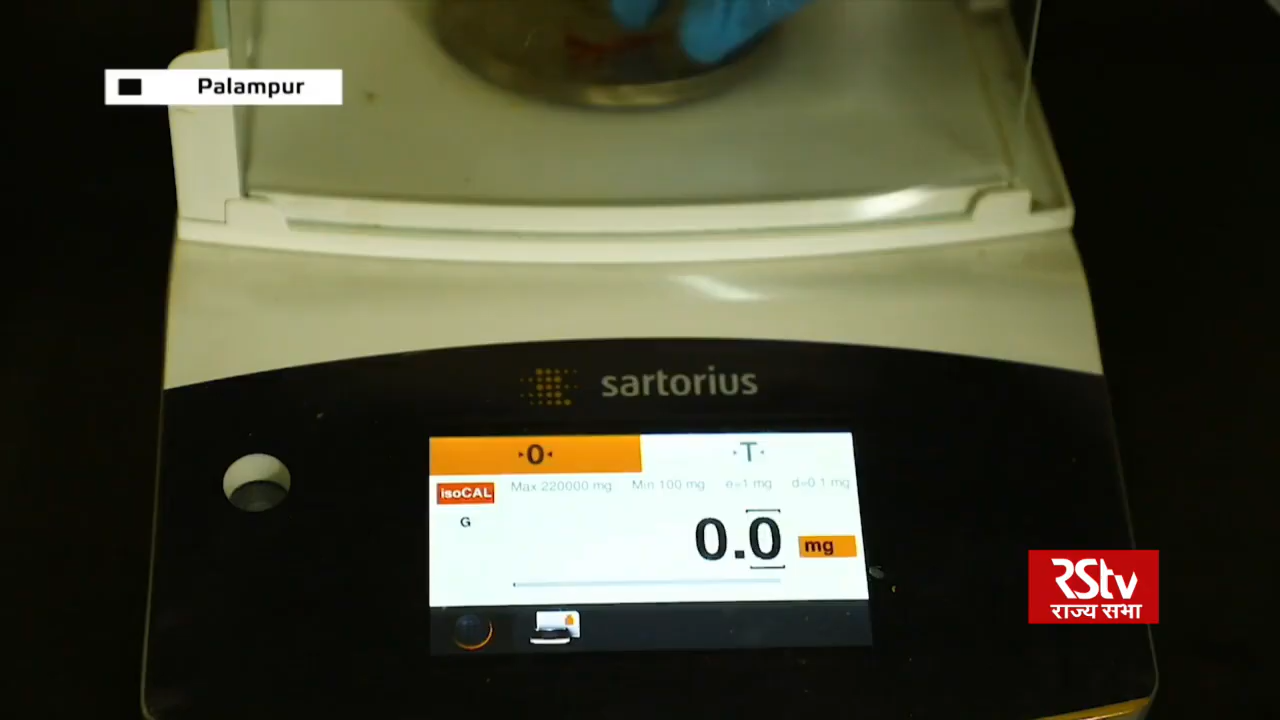 Palampur
sartorius
0 T
isoCAL Max 220000 mg Min 100 mg e=1 mg d=0.1 mg
G
0.0 mg
RSTV
राज्य सभा